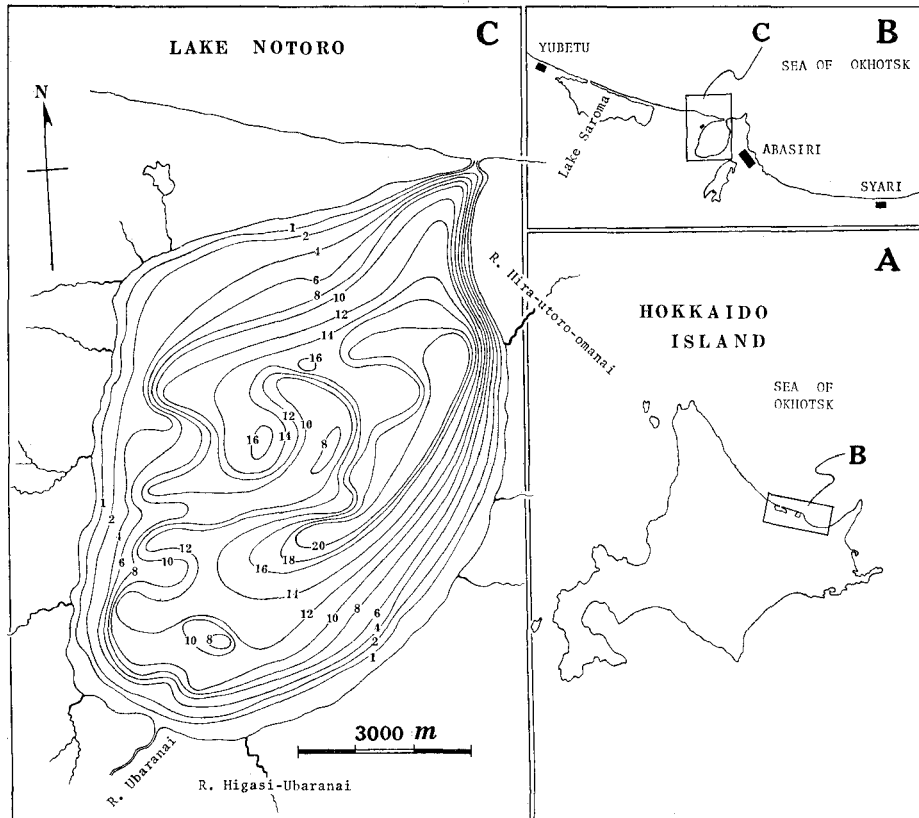 C
LAKE NOTORO
N
1
2
4
6
8
10
12
14
16
12
10
14
16
8
1
2
4
6
8
12
10
20
18
16
14
12
10
8
6
4
2
1
10
8
R. Hira-utoro-omanai
3000 m
R. Ubaranai
R. Higasi-Ubaranai
C
B
YUBETU
SEA OF OKHOTSK
Lake Saroma
ABASIRI
SYARI
A
HOKKAIDO
ISLAND
SEA OF
OKHOTSK
B